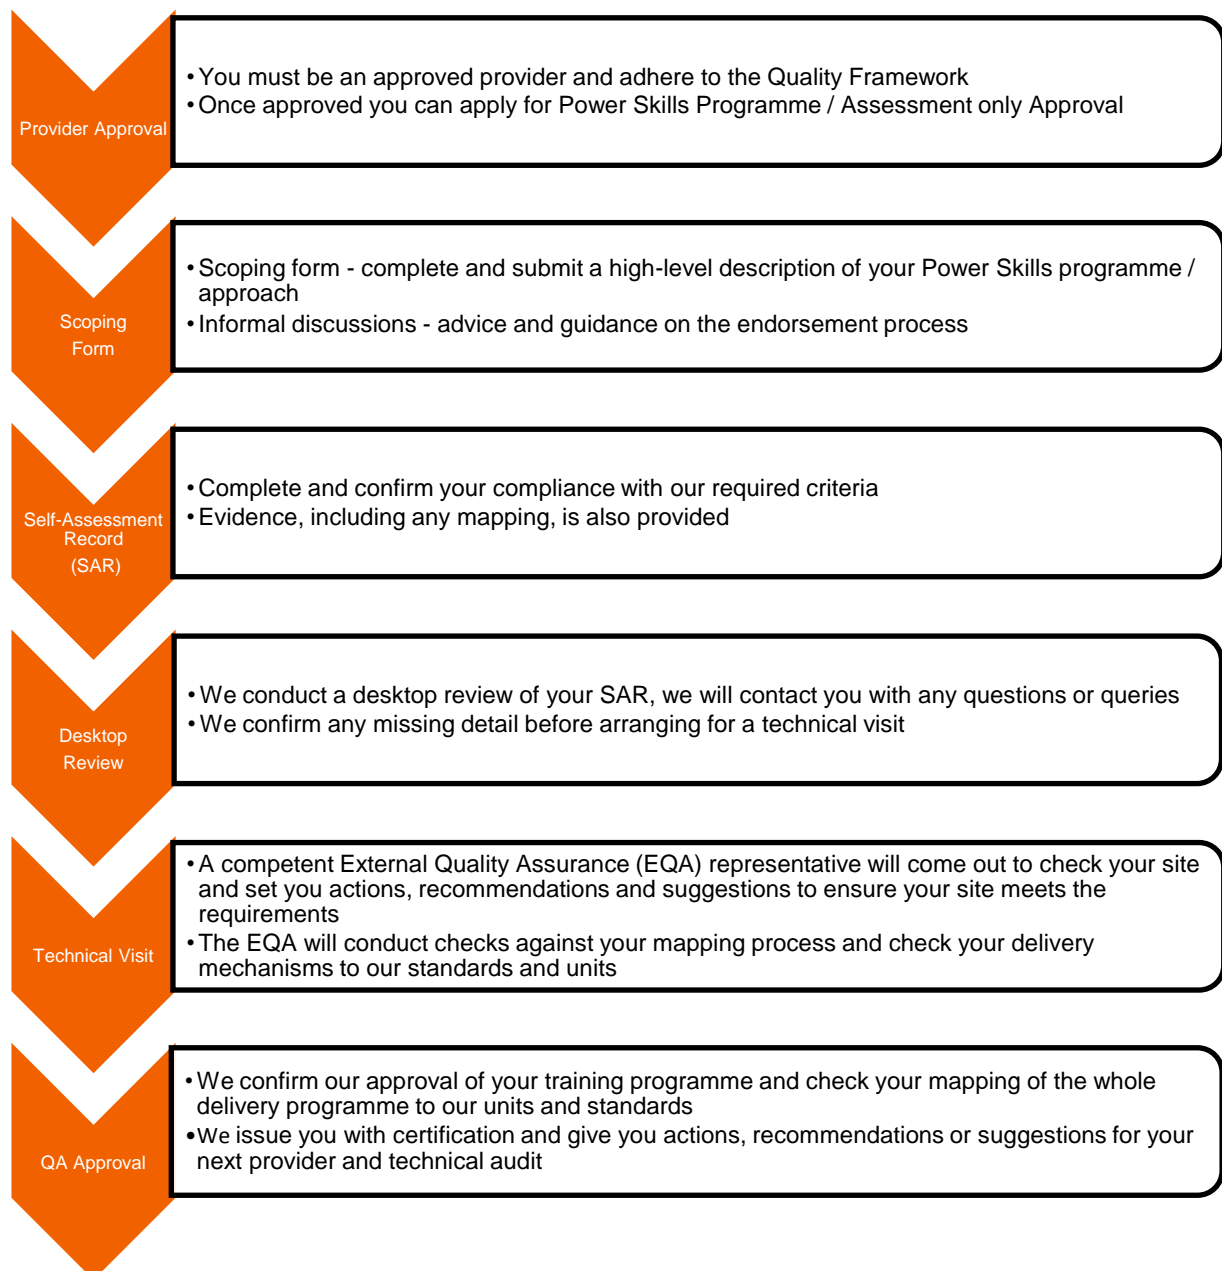 Provider Approval
• You must be an approved provider and adhere to the Quality Framework
• Once approved you can apply for Power Skills Programme / Assessment only Approval
Scoping
Form
• Scoping form - complete and submit a high-level description of your Power Skills programme /
approach
• Informal discussions - advice and guidance on the endorsement process
Self-Assessment
Record
(SAR)
• Complete and confirm your compliance with our required criteria
• Evidence, including any mapping, is also provided
Desktop
Review
• We conduct a desktop review of your SAR, we will contact you with any questions or queries
• We confirm any missing detail before arranging for a technical visit
Technical Visit
• A competent External Quality Assurance (EQA) representative will come out to check your site
and set you actions, recommendations and suggestions to ensure your site meets the
requirements
• The EQA will conduct checks against your mapping process and check your delivery
mechanisms to our standards and units
QA Approval
• We confirm our approval of your training programme and check your mapping of the whole
delivery programme to our units and standards
• We issue you with certification and give you actions, recommendations or suggestions for your
next provider and technical audit